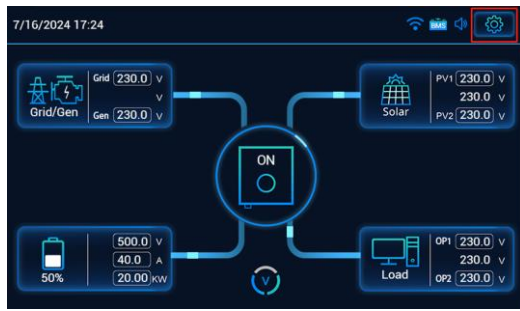 7/16/2024 17:24
BMS
Grid 230.0 V
V
Gen 230.0 V
Grid/Gen
PV1 230.0 V
230.0 V
PV2 230.0 V
Solar
ON
500.0 V
40.0 A
20.00 KW
50%
OP1 230.0 V
230.0 V
OP2 230.0 V
Load
V